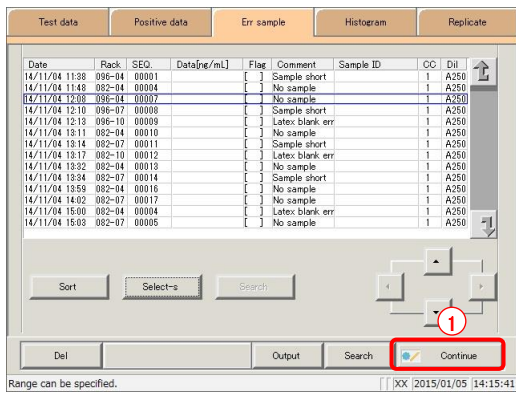 Test data Positive data Err sample Histogram Replicate
Date Rack SEQ. Data[ng/mL] Flag Comment Sample ID CC Dil
14/11/04 11:38 096-04 00001 [ ] Sample short 1 A250
14/11/04 11:48 082-04 00004 [ ] No sample 1 A250
14/11/04 12:08 096-04 00007 [ ] No sample 1 A250
14/11/04 12:10 096-07 00008 [ ] Sample short 1 A250
14/11/04 12:13 096-10 00009 [ ] Latex blank err 1 A250
14/11/04 13:11 082-04 00010 [ ] No sample 1 A250
14/11/04 13:14 082-07 00011 [ ] Sample short 1 A250
14/11/04 13:17 082-10 00012 [ ] Latex blank err 1 A250
14/11/04 13:32 082-04 00013 [ ] No sample 1 A250
14/11/04 13:34 082-07 00014 [ ] Sample short 1 A250
14/11/04 13:59 082-04 00016 [ ] No sample 1 A250
14/11/04 14:02 082-07 00017 [ ] No sample 1 A250
14/11/04 15:00 082-04 00004 [ ] Latex blank err 1 A250
14/11/04 15:03 082-07 00005 [ ] No sample 1 A250
Sort Select-s Search
1
Del Output Search Continue
Range can be specified. XX 2015/01/05 14:15:41